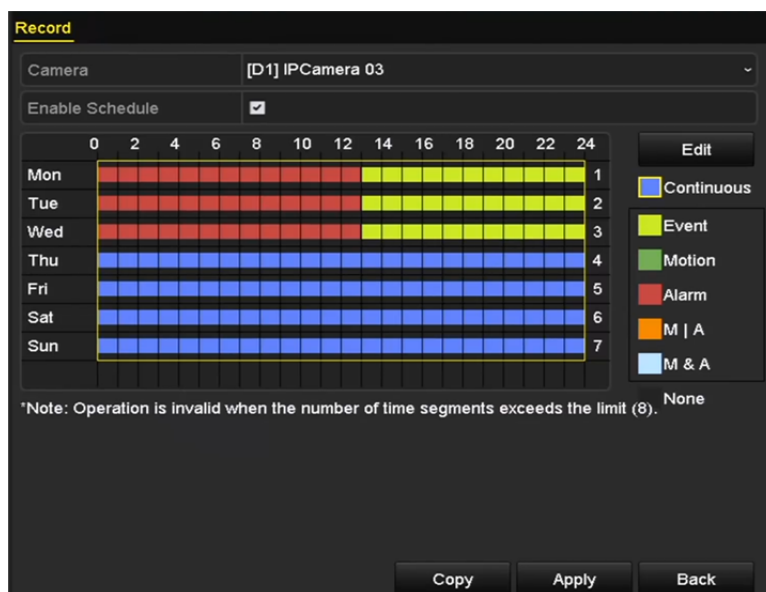 Record
Camera [D1] IPCamera 03
Enable Schedule
0 2 4 6 8 10 12 14 16 18 20 22 24
Edit
Mon 1
Continuous
Tue 2
Event
Wed 3
Thu 4
Motion
Fri 5
Alarm
Sat 6
M | A
Sun 7
M & A
None
*Note: Operation is invalid when the number of time segments exceeds the limit (8).
Copy Apply Back